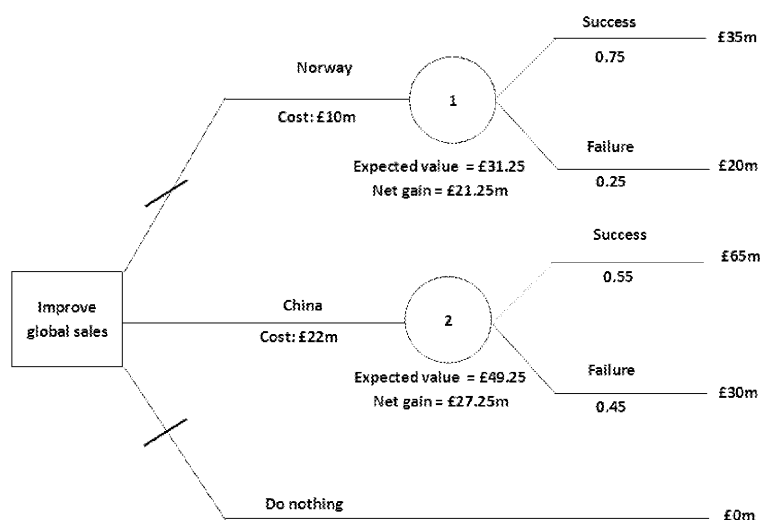 Success
£35m
0.75
Norway
1
Cost: £10m
Failure
£20m
0.25
Expected value = £31.25
Net gain = £21.25m
Success
£65m
0.55
Improve
global sales
China
2
Cost: £22m
Failure
£30m
0.45
Expected value = £49.25
Net gain = £27.25m
Do nothing
£0m